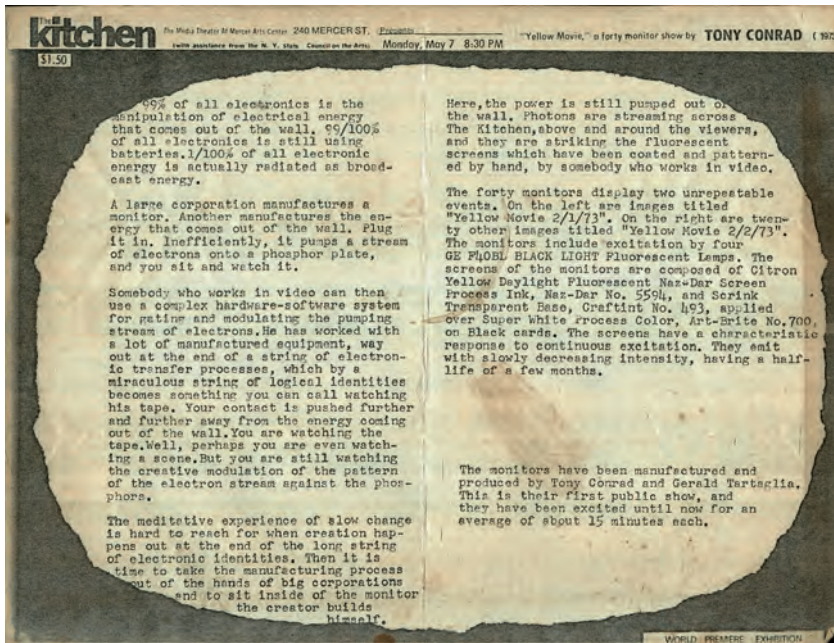 The
kitchen
The Media Theater At Mercer Arts Center 240 MERCER ST. Presents
(with assistance from the N. Y. State Council on the Arts) Monday, May 7 8:30 PM
"Yellow Movie," a forty monitor show by TONY CONRAD
$1.50
99% of all electronics is the
manipulation of electrical energy
that comes out of the wall. 99/100%
of all electronics is still using
batteries.1/100% of all electronic
energy is actually radiated as broad-
cast energy.
A large corporation manufactures a
monitor. Another manufactures the en-
ergy that comes out of the wall. Plug
it in. Inefficiently, it pumps a stream
of electrons onto a phosphor plate,
and you sit and watch it.
Somebody who works in video can then
use a complex hardware-software system
for gating and modulating the pumping
stream of electrons.He has worked with
a lot of manufactured equipment, way
out at the end of a string of electron-
ic transfer processes, which by a
miraculous string of logical identities
becomes something you can call watching
his tape. Your contact is pushed further
and further away from the energy coming
out of the wall.You are watching the
tape.Well, perhaps you are even watch-
ing a scene.But you are still watching
the creative modulation of the pattern
of the electron stream against the phos-
phors.
The meditative experience of slow change
is hard to reach for when creation hap-
pens out at the end of the long string
of electronic identities. Then it is
time to take the manufacturing process
out of the hands of big corporations
and to sit inside of the monitor
the creator builds
himself.
Here,the power is still pumped out of
the wall. Photons are streaming across
The Kitchen,above and around the viewers,
and they are striking the fluorescent
screens which have been coated and pattern-
ed by hand, by somebody who works in video.
The forty monitors display two unrepeatable
events. On the left are images titled
"Yellow Movie 2/1/73". On the right are twen-
ty other images titled "Yellow Movie 2/2/73".
The monitors include excitation by four
GE F40BL BLACK LIGHT Fluorescent Lamps. The
screens of the monitors are composed of Citron
Yellow Daylight Fluorescent Naz-Dar Screen
Process Ink, Naz-Dar No. 5594, and Scrink
Transparent Base, Craftint No. 493, applied
over Super White Process Color, Art-Brite No.700,
on Black cards. The screens have a characteristic
response to continuous excitation. They emit
with slowly decreasing intensity, having a half-
life of a few months.
The monitors have been manufactured and
produced by Tony Conrad and Gerald Tartaglia.
This is their first public show, and
they have been excited until now for an
average of about 15 minutes each.
WORLD PREMIERE EXHIBITION